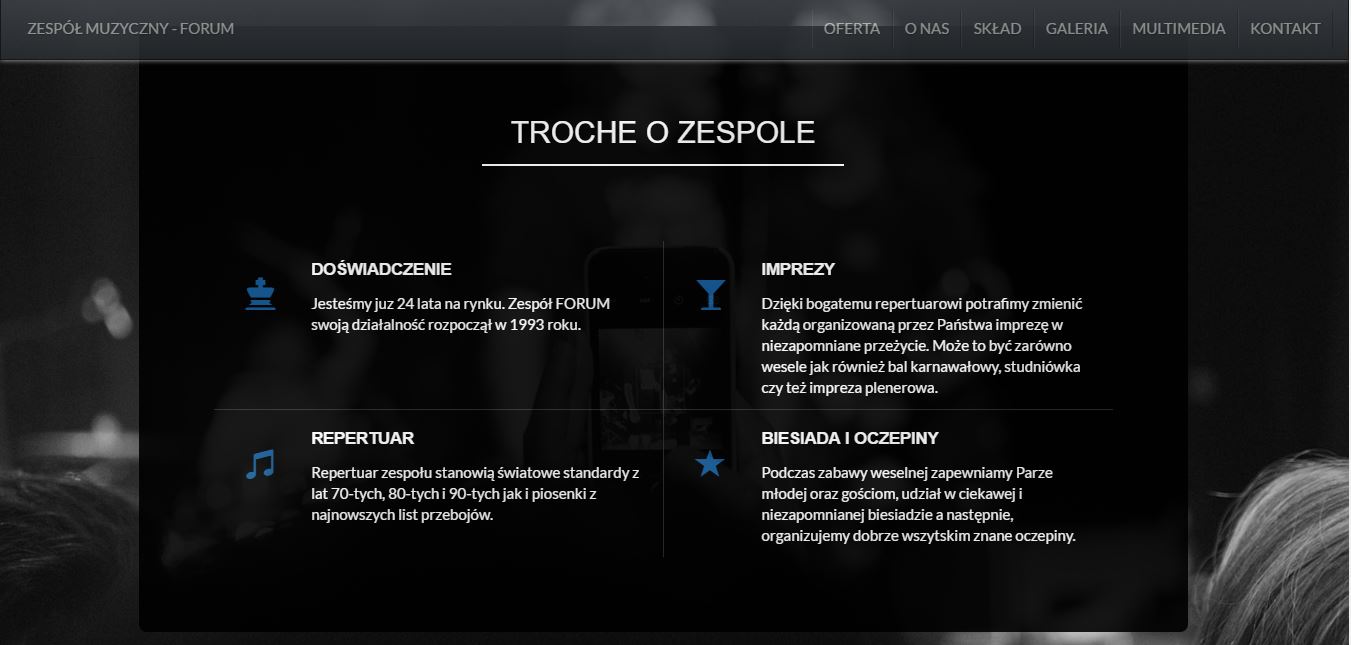 ZESPÓŁ MUZYCZNY - FORUM
OFERTA
O NAS
SKŁAD
GALERIA
MULTIMEDIA
KONTAKT
TROCHE O ZESPOLE
DOŚWIADCZENIE
Jesteśmy juz 24 lata na rynku. Zespół FORUM
swoją działalność rozpoczął w 1993 roku.
IMPREZY
Dzięki bogatemu repertuarowi potrafimy zmienić
każdą organizowaną przez Państwa imprezę w
niezapomniane przeżycie. Może to być zarówno
wesele jak również bal karnawałowy, studniówka
czy też impreza plenerowa.
REPERTUAR
Repertuar zespołu stanowią światowe standardy z
lat 70-tych, 80-tych i 90-tych jak i piosenki z
najnowszych list przebojów.
BIESIADA I OCZEPINY
Podczas zabawy weselnej zapewniamy Parze
młodej oraz gościom, udział w ciekawej i
niezapomnianej biesiadzie a następnie,
organizujemy dobrze wszytskim znane oczepiny.